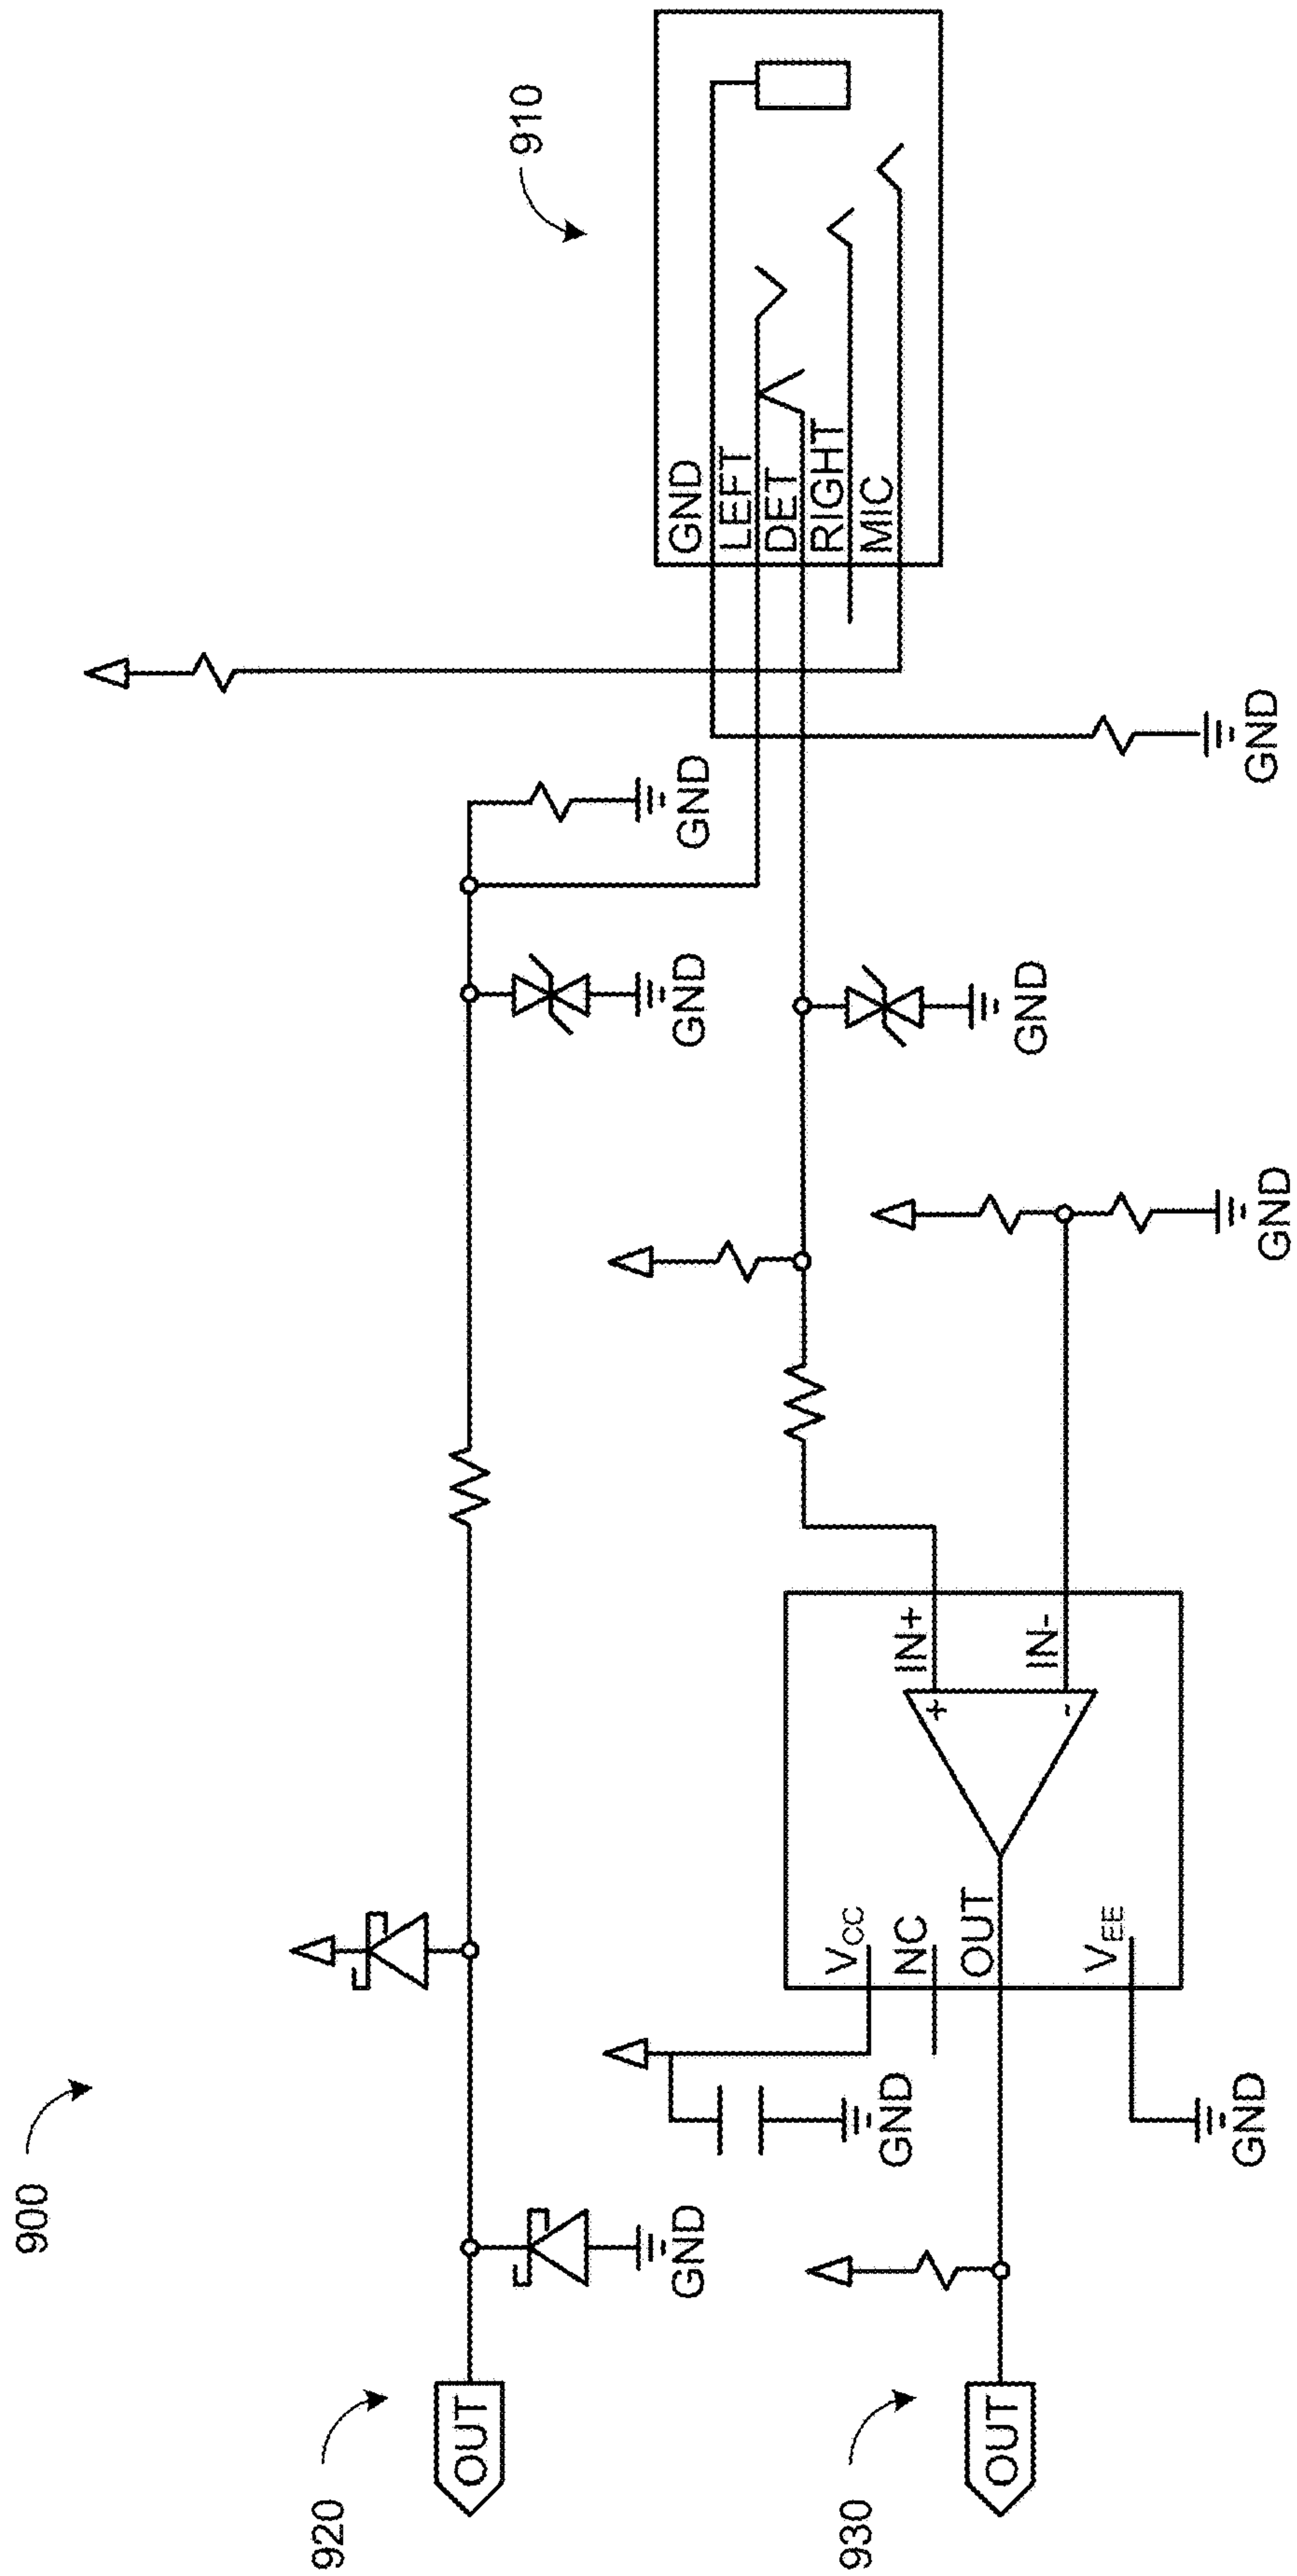 900
920
OUT
GND
GND
GND
910
GND
LEFT
DET
RIGHT
MIC
930
OUT
GND
VCC
NC
OUT
VEE
GND
IN+
IN-
+
-
GND
GND
GND